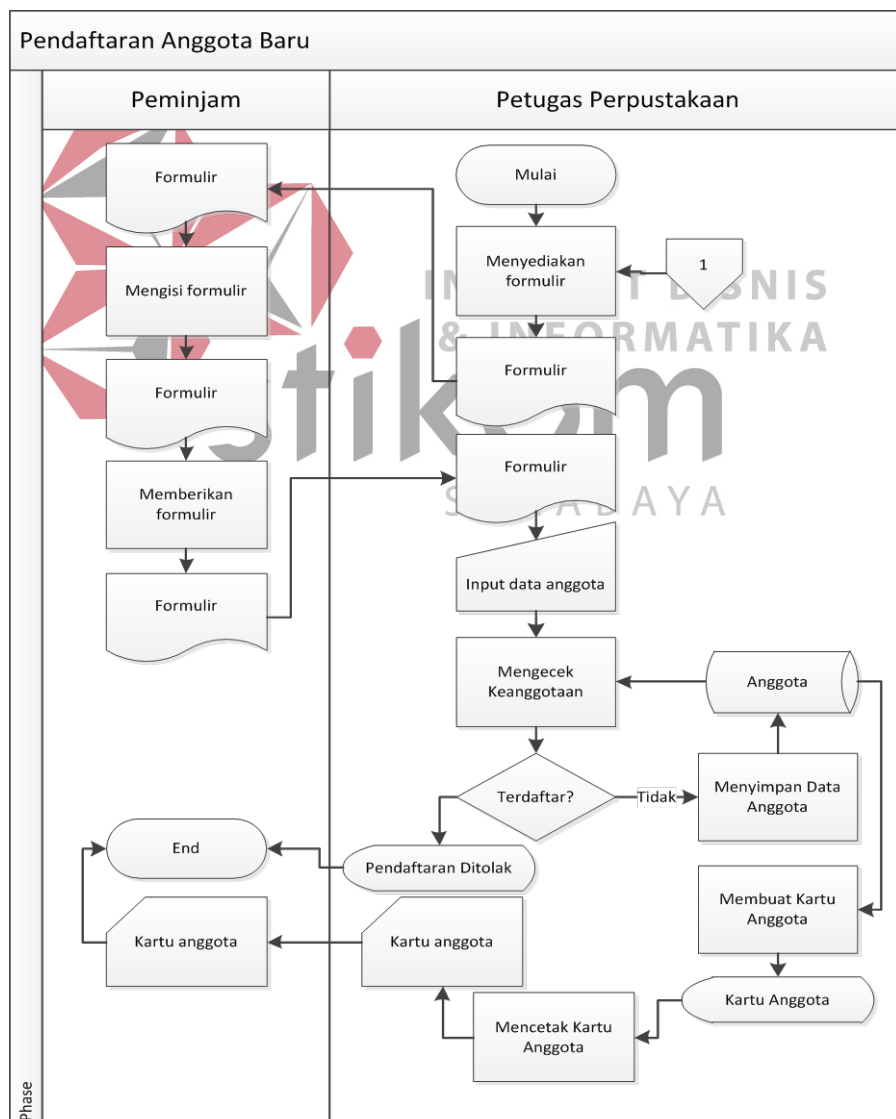 Pendaftaran Anggota Baru
Peminjam
Petugas Perpustakaan
Formulir
Mengisi formulir
Formulir
Memberikan
formulir
Formulir
End
Kartu anggota
Mulai
Menyediakan
formulir
1
Formulir
Formulir
Input data anggota
Mengecek
Keanggotaan
Anggota
Terdaftar?
Tidak
Menyimpan Data
Anggota
Pendaftaran Ditolak
Membuat Kartu
Anggota
Kartu anggota
Kartu Anggota
Mencetak Kartu
Anggota
Phase
BISNIS
& INFORMATIKA
stikom